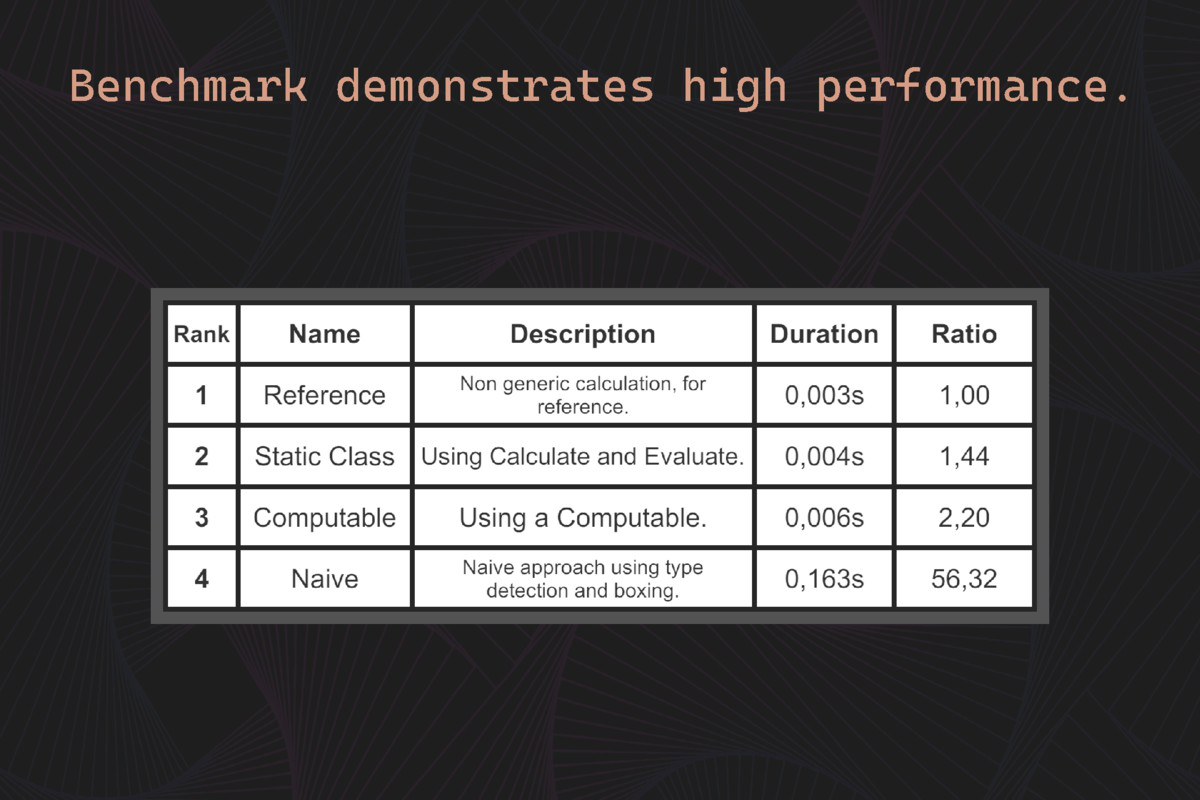 Benchmark demonstrates high performance.
Rank Name Description Duration Ratio
1 Reference Non generic calculation, for reference. 0,003s 1,00
2 Static Class Using Calculate and Evaluate. 0,004s 1,44
3 Computable Using a Computable. 0,006s 2,20
4 Naive Naive approach using type detection and boxing. 0,163s 56,32